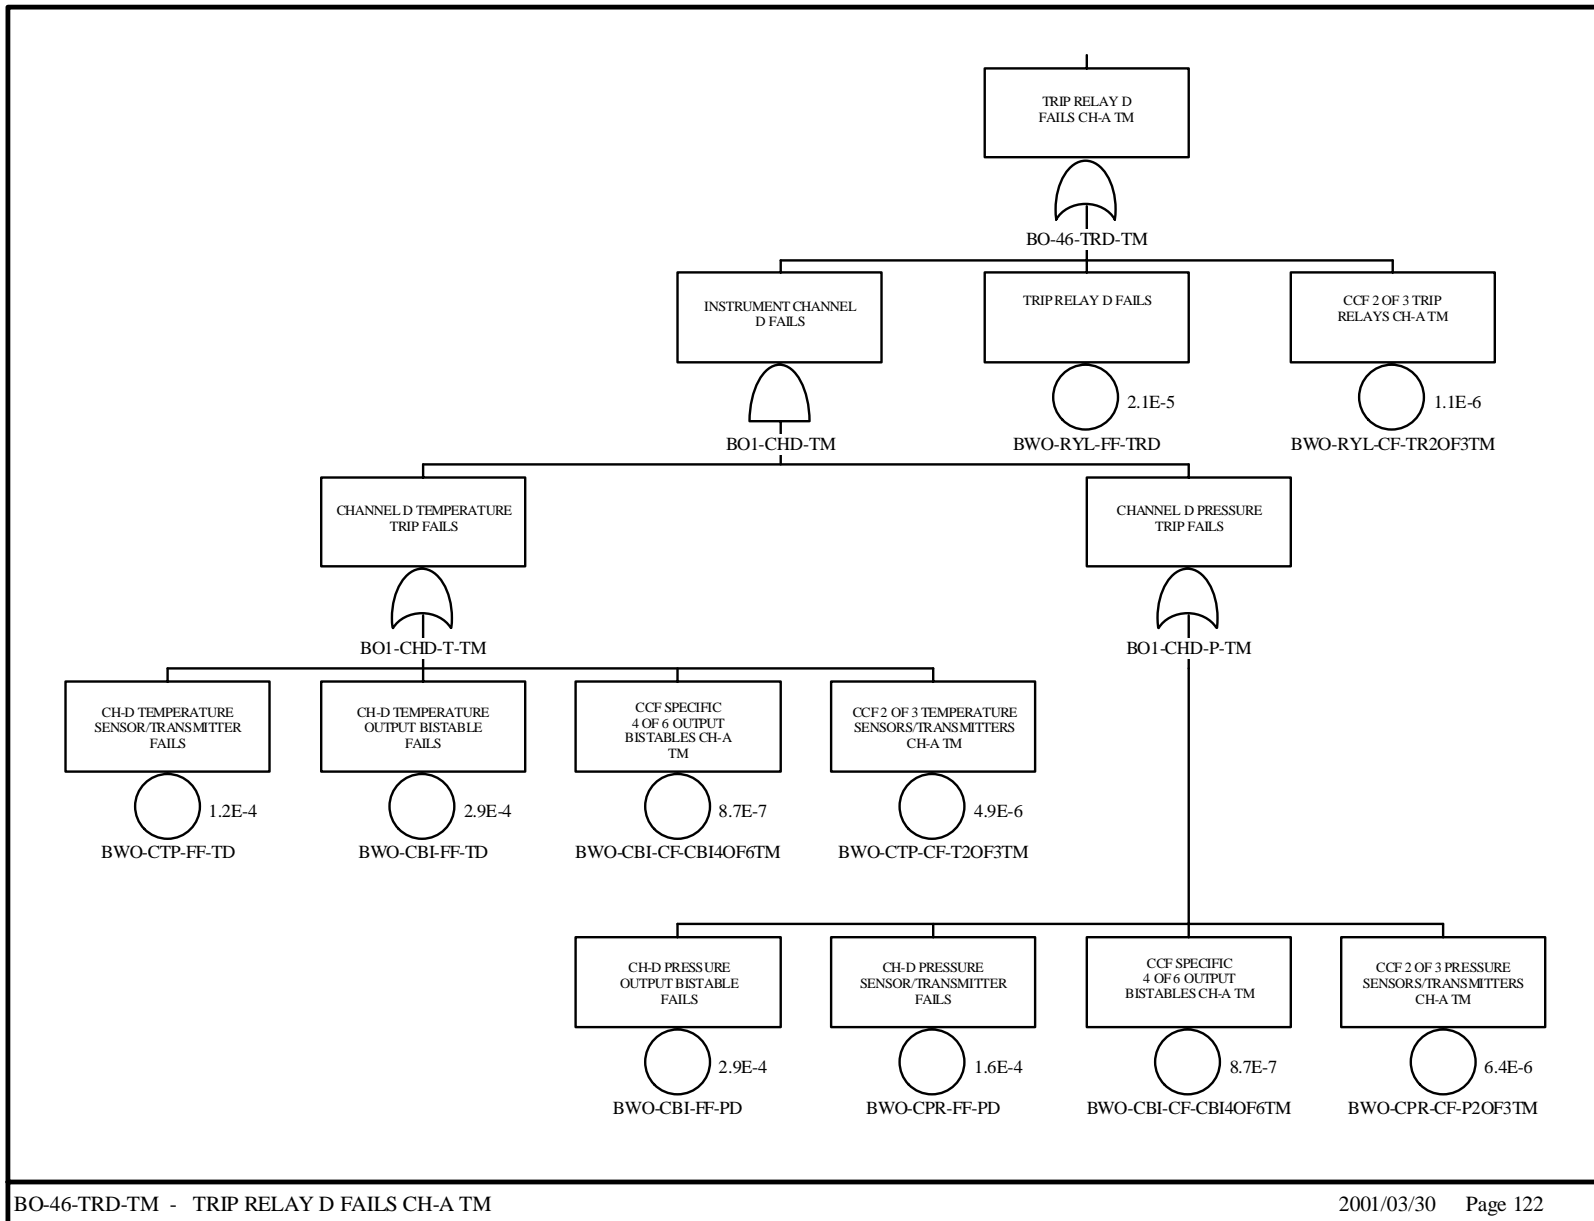 TRIP RELAY D
FAILS CH-A TM
BO-46-TRD-TM
INSTRUMENT CHANNEL
D FAILS
BO1-CHD-TM
TRIP RELAY D FAILS
2.1E-5
BWO-RYL-FF-TRD
CCF 2 OF 3 TRIP
RELAYS CH-A TM
1.1E-6
BWO-RYL-CF-TR2OF3TM
CHANNEL D TEMPERATURE
TRIP FAILS
BO1-CHD-T-TM
CHANNEL D PRESSURE
TRIP FAILS
BO1-CHD-P-TM
CH-D TEMPERATURE
SENSOR/TRANSMITTER
FAILS
1.2E-4
BWO-CTP-FF-TD
CH-D TEMPERATURE
OUTPUT BISTABLE
FAILS
2.9E-4
BWO-CBI-FF-TD
CCF SPECIFIC
4 OF 6 OUTPUT
BISTABLES CH-A
TM
8.7E-7
BWO-CBI-CF-CBI4OF6TM
CCF 2 OF 3 TEMPERATURE
SENSORS/TRANSMITTERS
CH-A TM
4.9E-6
BWO-CTP-CF-T2OF3TM
CH-D PRESSURE
OUTPUT BISTABLE
FAILS
2.9E-4
BWO-CBI-FF-PD
CH-D PRESSURE
SENSOR/TRANSMITTER
FAILS
1.6E-4
BWO-CPR-FF-PD
CCF SPECIFIC
4 OF 6 OUTPUT
BISTABLES CH-A TM
8.7E-7
BWO-CBI-CF-CBI4OF6TM
CCF 2 OF 3 PRESSURE
SENSORS/TRANSMITTERS
CH-A TM
6.4E-6
BWO-CPR-CF-P2OF3TM
BO-46-TRD-TM - TRIP RELAY D FAILS CH-A TM
2001/03/30 Page 122